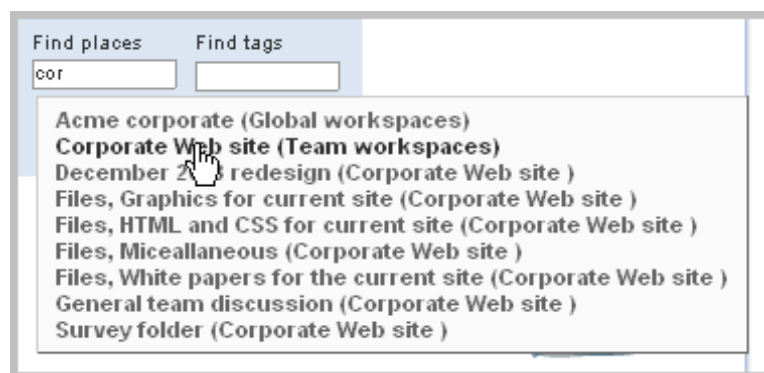 Find places Find tags
cor
Acme corporate (Global workspaces)
Corporate Web site (Team workspaces)
December redesign (Corporate Web site )
Files, Graphics for current site (Corporate Web site )
Files, HTML and CSS for current site (Corporate Web site )
Files, Miceallaneous (Corporate Web site )
Files, White papers for the current site (Corporate Web site )
General team discussion (Corporate Web site )
Survey folder (Corporate Web site )